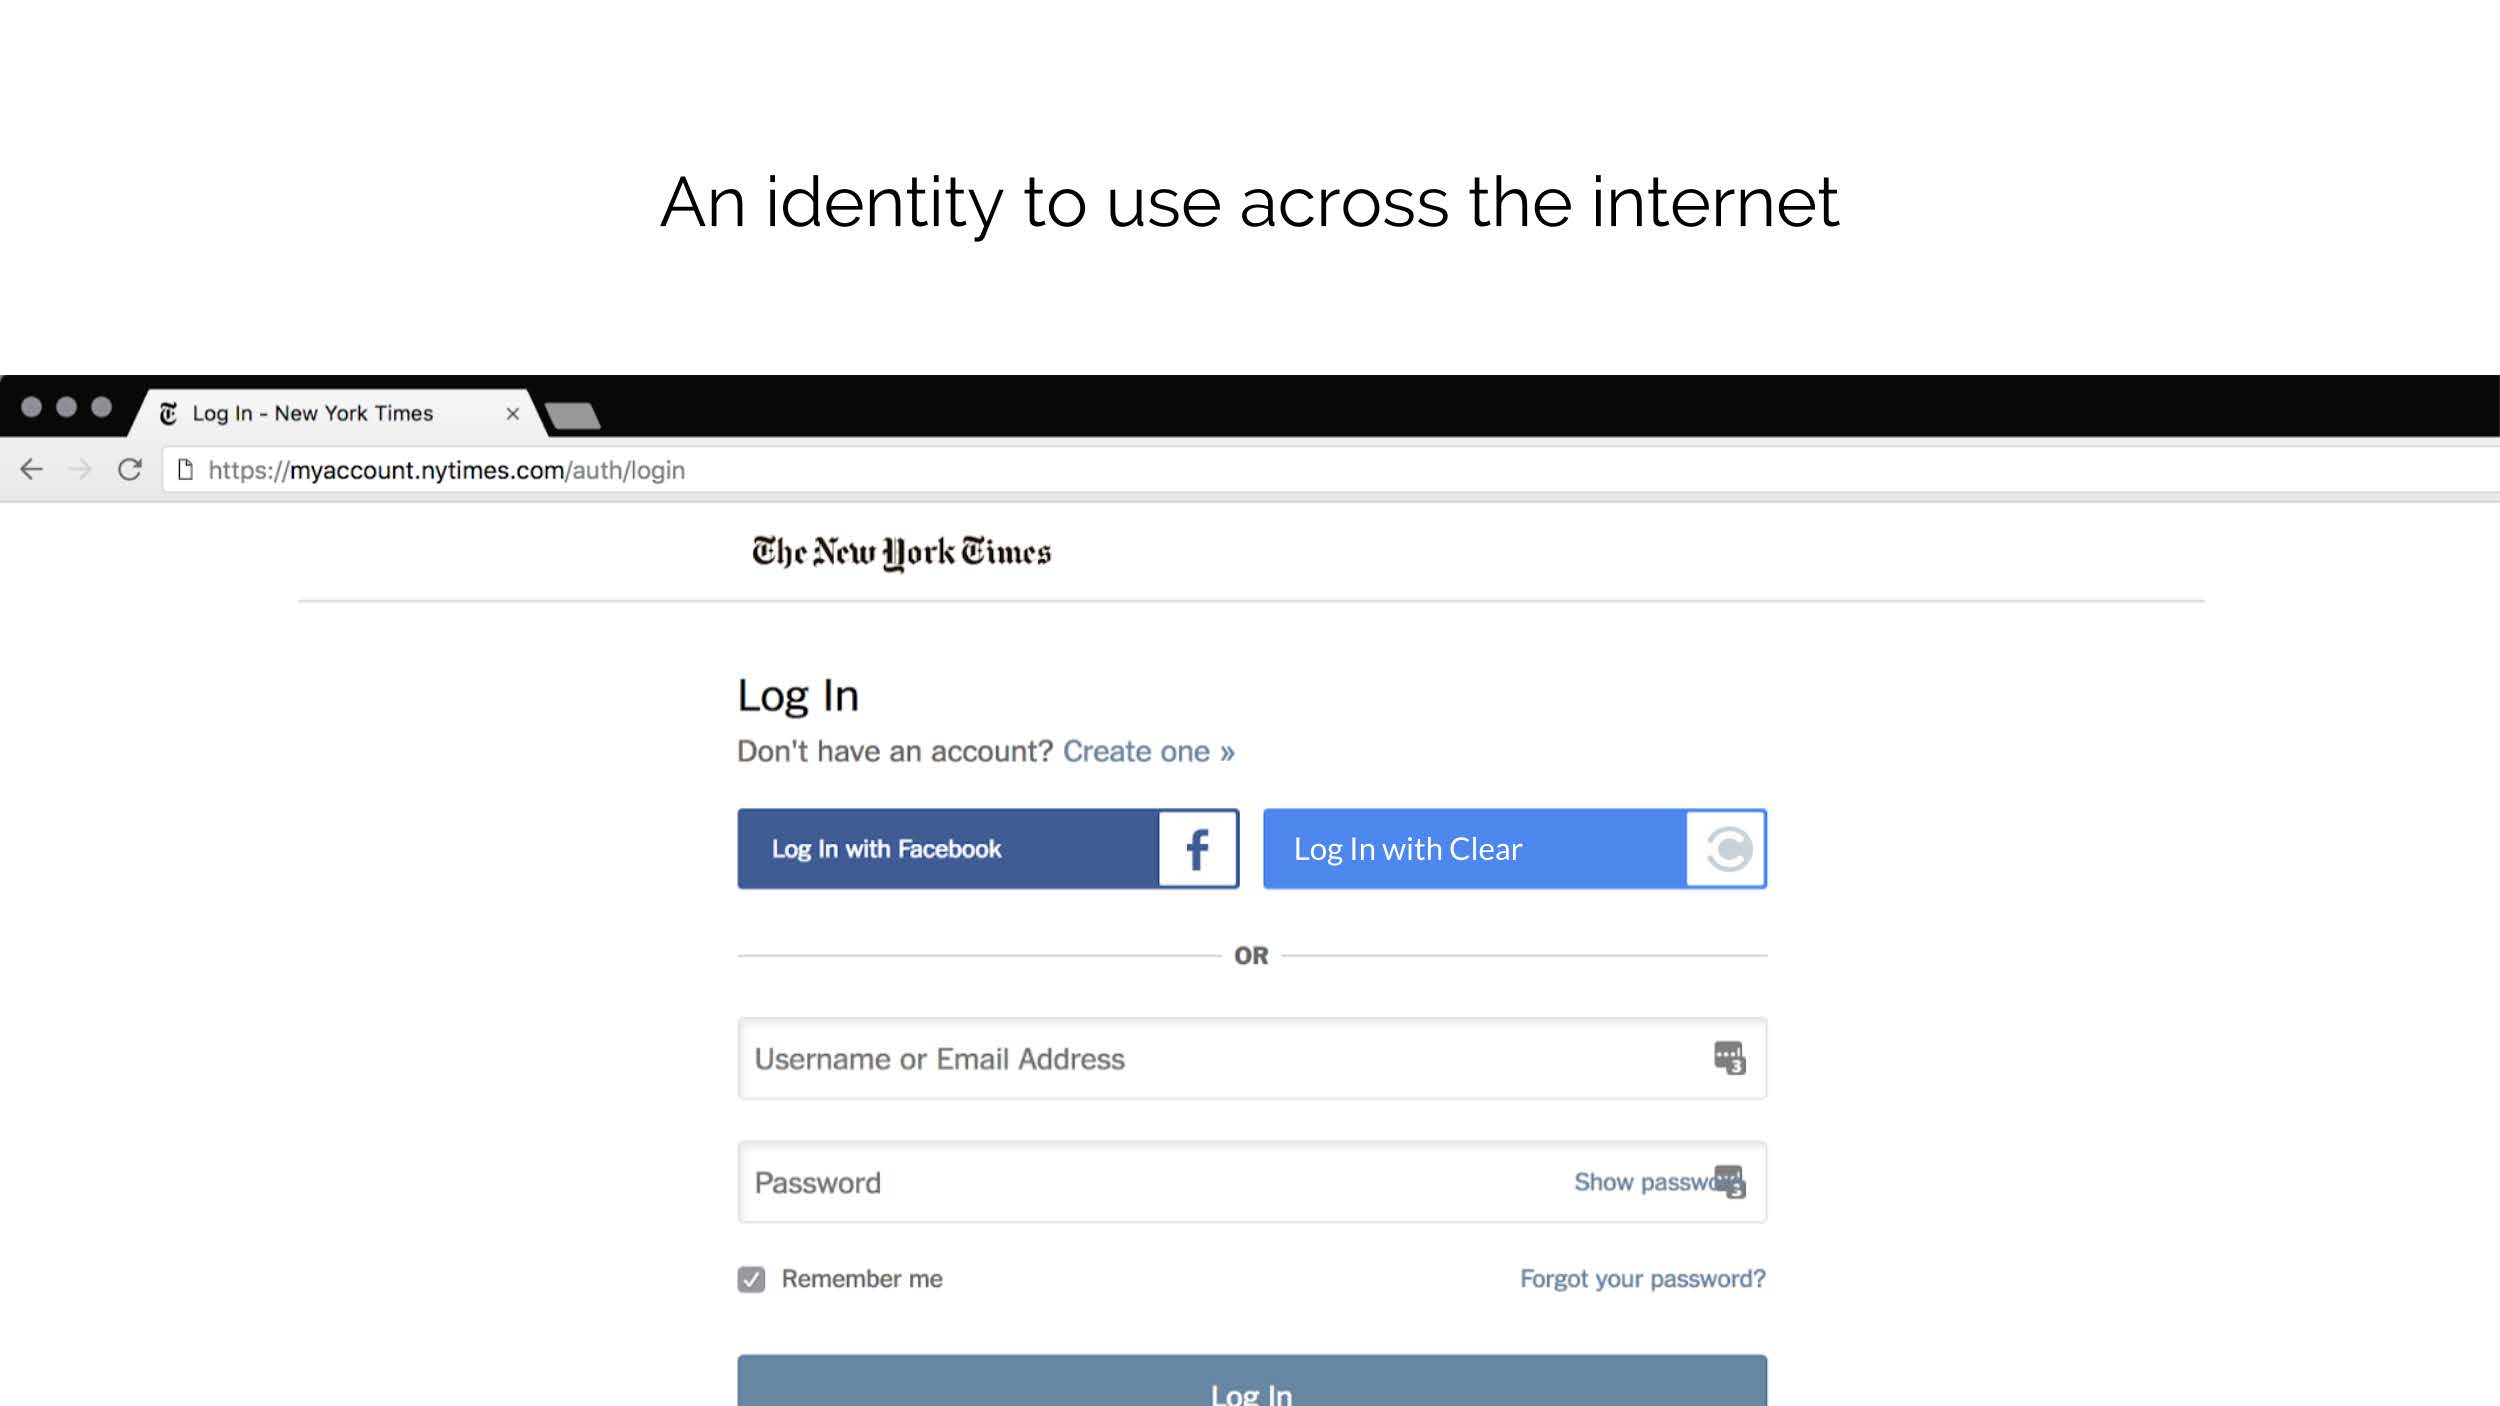 An identity to use across the internet
Log In - New York Times
https://myaccount.nytimes.com/auth/login
The New York Times
Log In
Don't have an account? Create one »
Log In with Facebook
Log In with Clear
OR
Username or Email Address
3
Password
Show 
3
Remember me
Forgot your password?
Log In